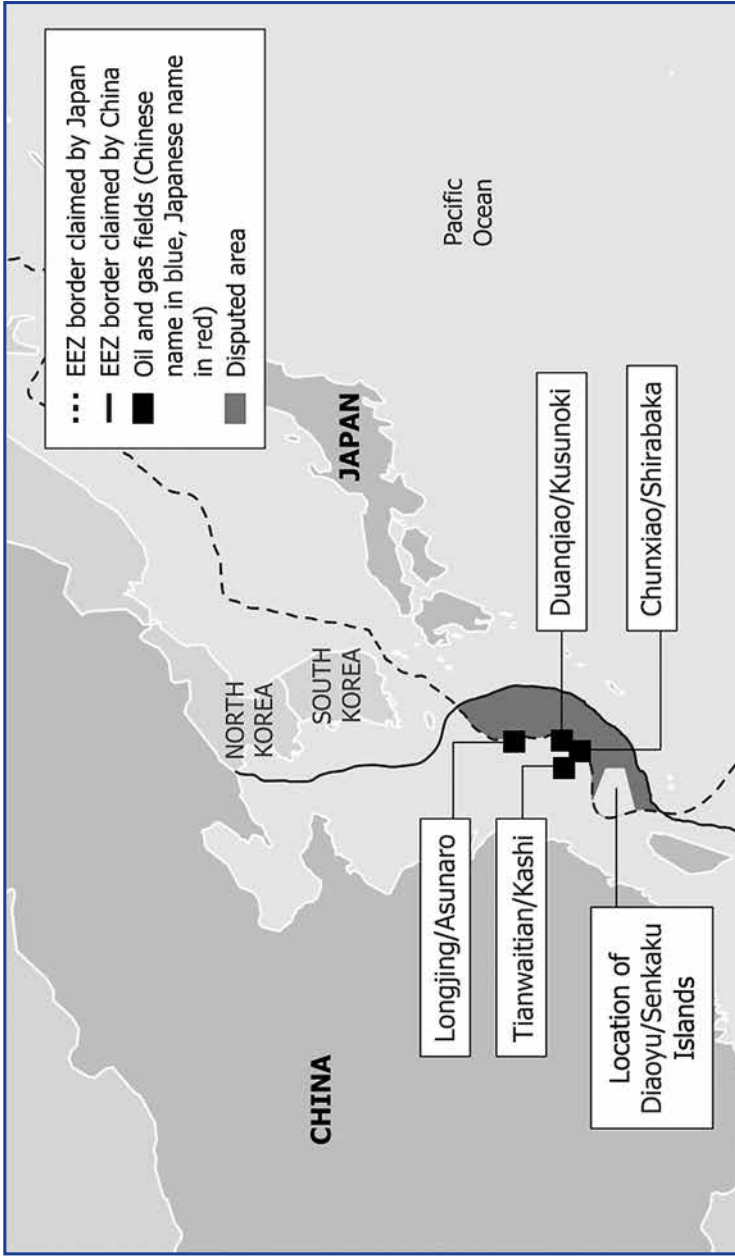 EEZ border claimed by Japan
EEZ border claimed by China
Oil and gas fields (Chinese
name in blue, Japanese name
in red)
Disputed area
CHINA
NORTH
KOREA
SOUTH
KOREA
JAPAN
Pacific
Ocean
Longjing/Asunaro
Tianwaitian/Kashi
Location of
Diaoyu/Senkaku
Islands
Duanqiao/Kusunoki
Chunxiao/Shirabaka